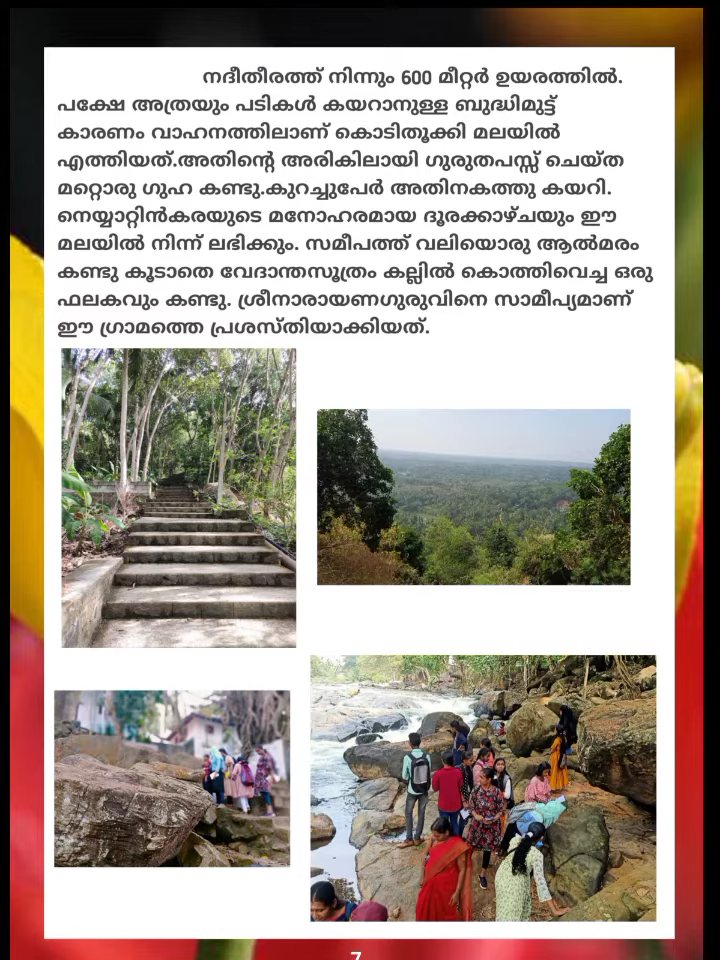 നദീതീരത്ത് നിന്നും 600 മീറ്റർ ഉയരത്തിൽ.
പക്ഷേ അത്രയും പടികൾ കയറാനുള്ള ബുദ്ധിമുട്ട്
കാരണം വാഹനത്തിലാണ് കൊടിതൂക്കി മലയിൽ
എത്തിയത്.അതിന്റെ അരികിലായി ഗുരുതപസ്സ് ചെയ്ത
മറ്റൊരു ഗുഹ കണ്ടു.കുറച്ചുപേർ അതിനകത്തു കയറി.
നെയ്യാറ്റിൻകരയുടെ മനോഹരമായ ദൂരക്കാഴ്ചയും ഈ
മലയിൽ നിന്ന് ലഭിക്കും. സമീപത്ത് വലിയൊരു ആൽമരം
കണ്ടു കൂടാതെ വേദാന്തസൂത്രം കല്ലിൽ കൊത്തിവെച്ച ഒരു
ഫലകവും കണ്ടു. ശ്രീനാരായണഗുരുവിനെ സാമീപ്യമാണ്
ഈ ഗ്രാമത്തെ പ്രശസ്തിയാക്കിയത്.
7